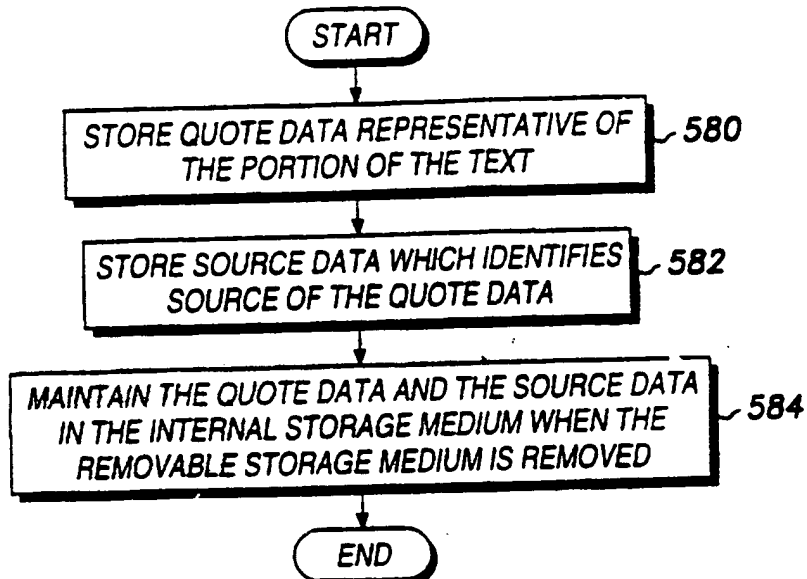 START
STORE QUOTE DATA REPRESENTATIVE OF
THE PORTION OF THE TEXT
580
STORE SOURCE DATA WHICH IDENTIFIES
SOURCE OF THE QUOTE DATA
582
MAINTAIN THE QUOTE DATA AND THE SOURCE DATA
IN THE INTERNAL STORAGE MEDIUM WHEN THE
REMOVABLE STORAGE MEDIUM IS REMOVED
584
END